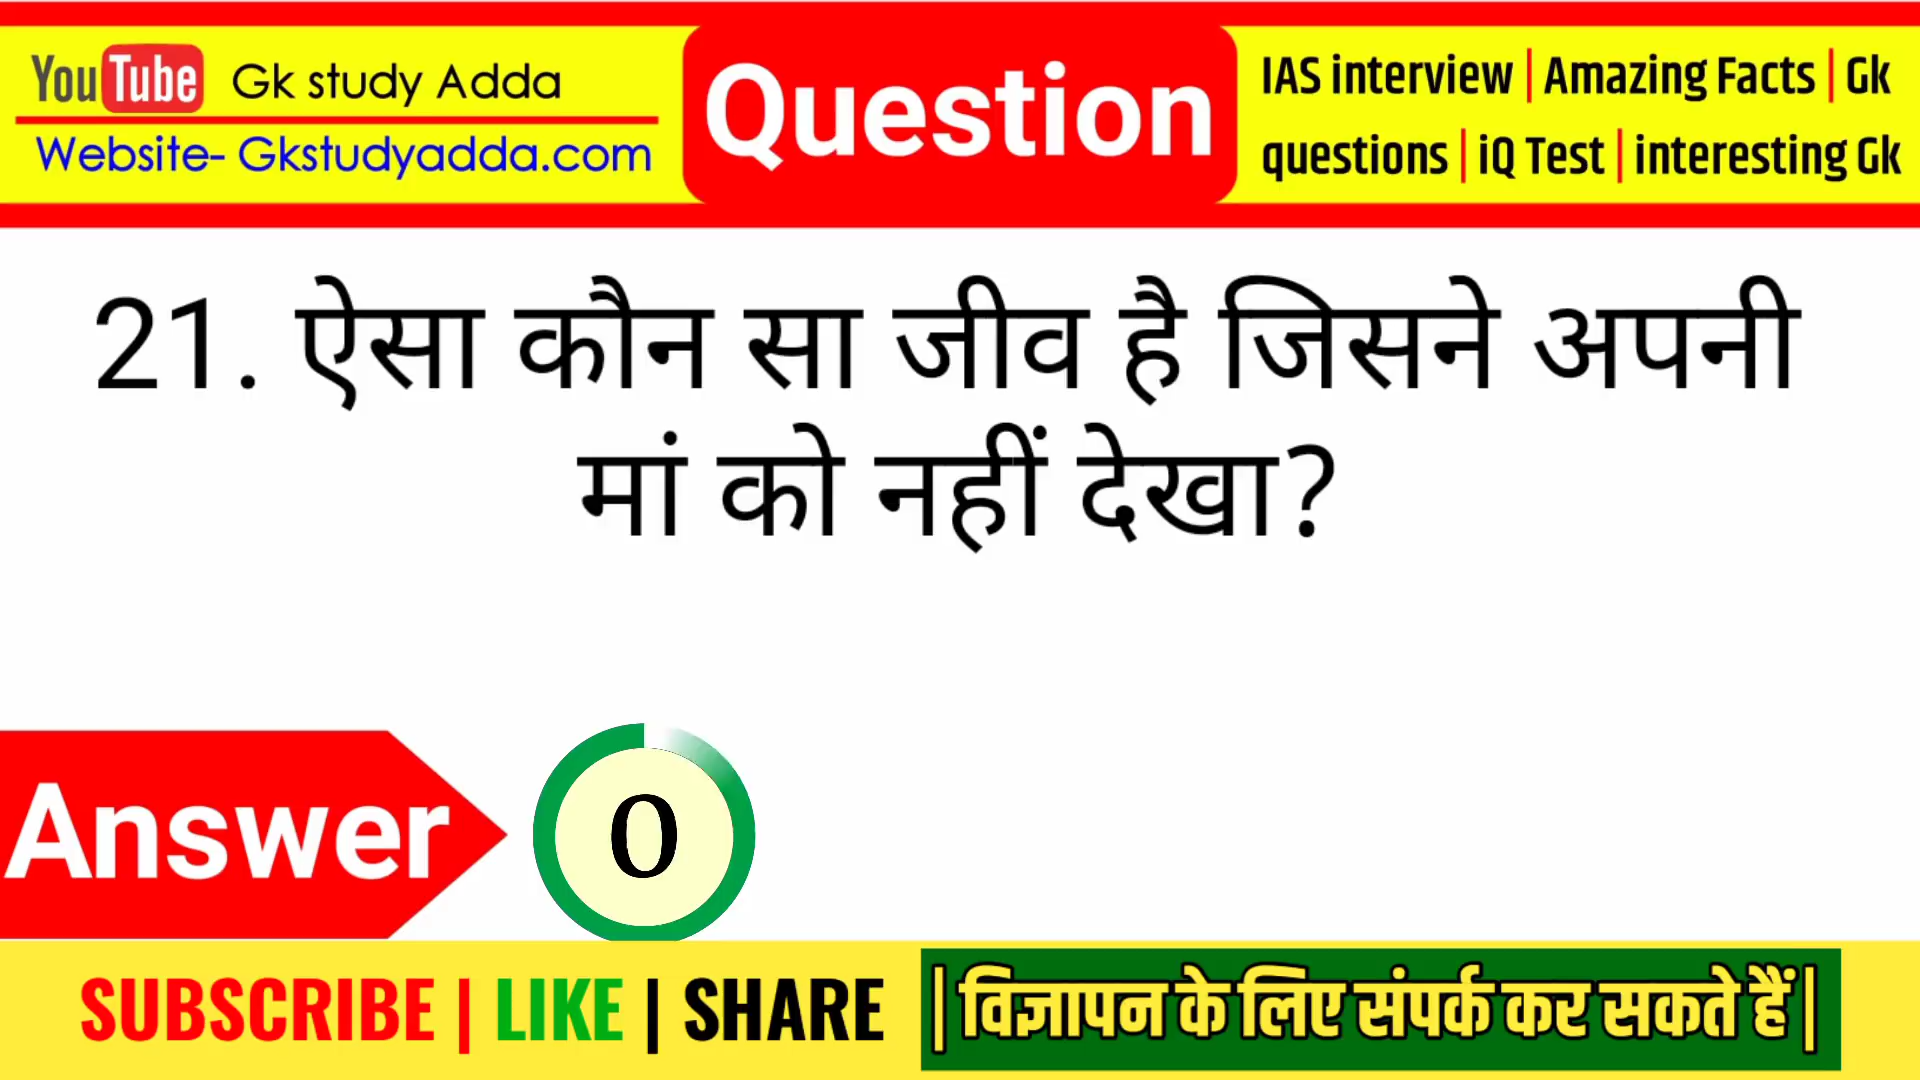 YouTube Gk study Adda
Website- Gkstudyadda.com
Question
IAS interview | Amazing Facts | Gk
questions | iQ Test | interesting Gk
21. ऐसा कौन सा जीव है जिसने अपनी
मां को नहीं देखा?
Answer
0
SUBSCRIBE | LIKE | SHARE
| विज्ञापन के लिए संपर्क कर सकते हैं |